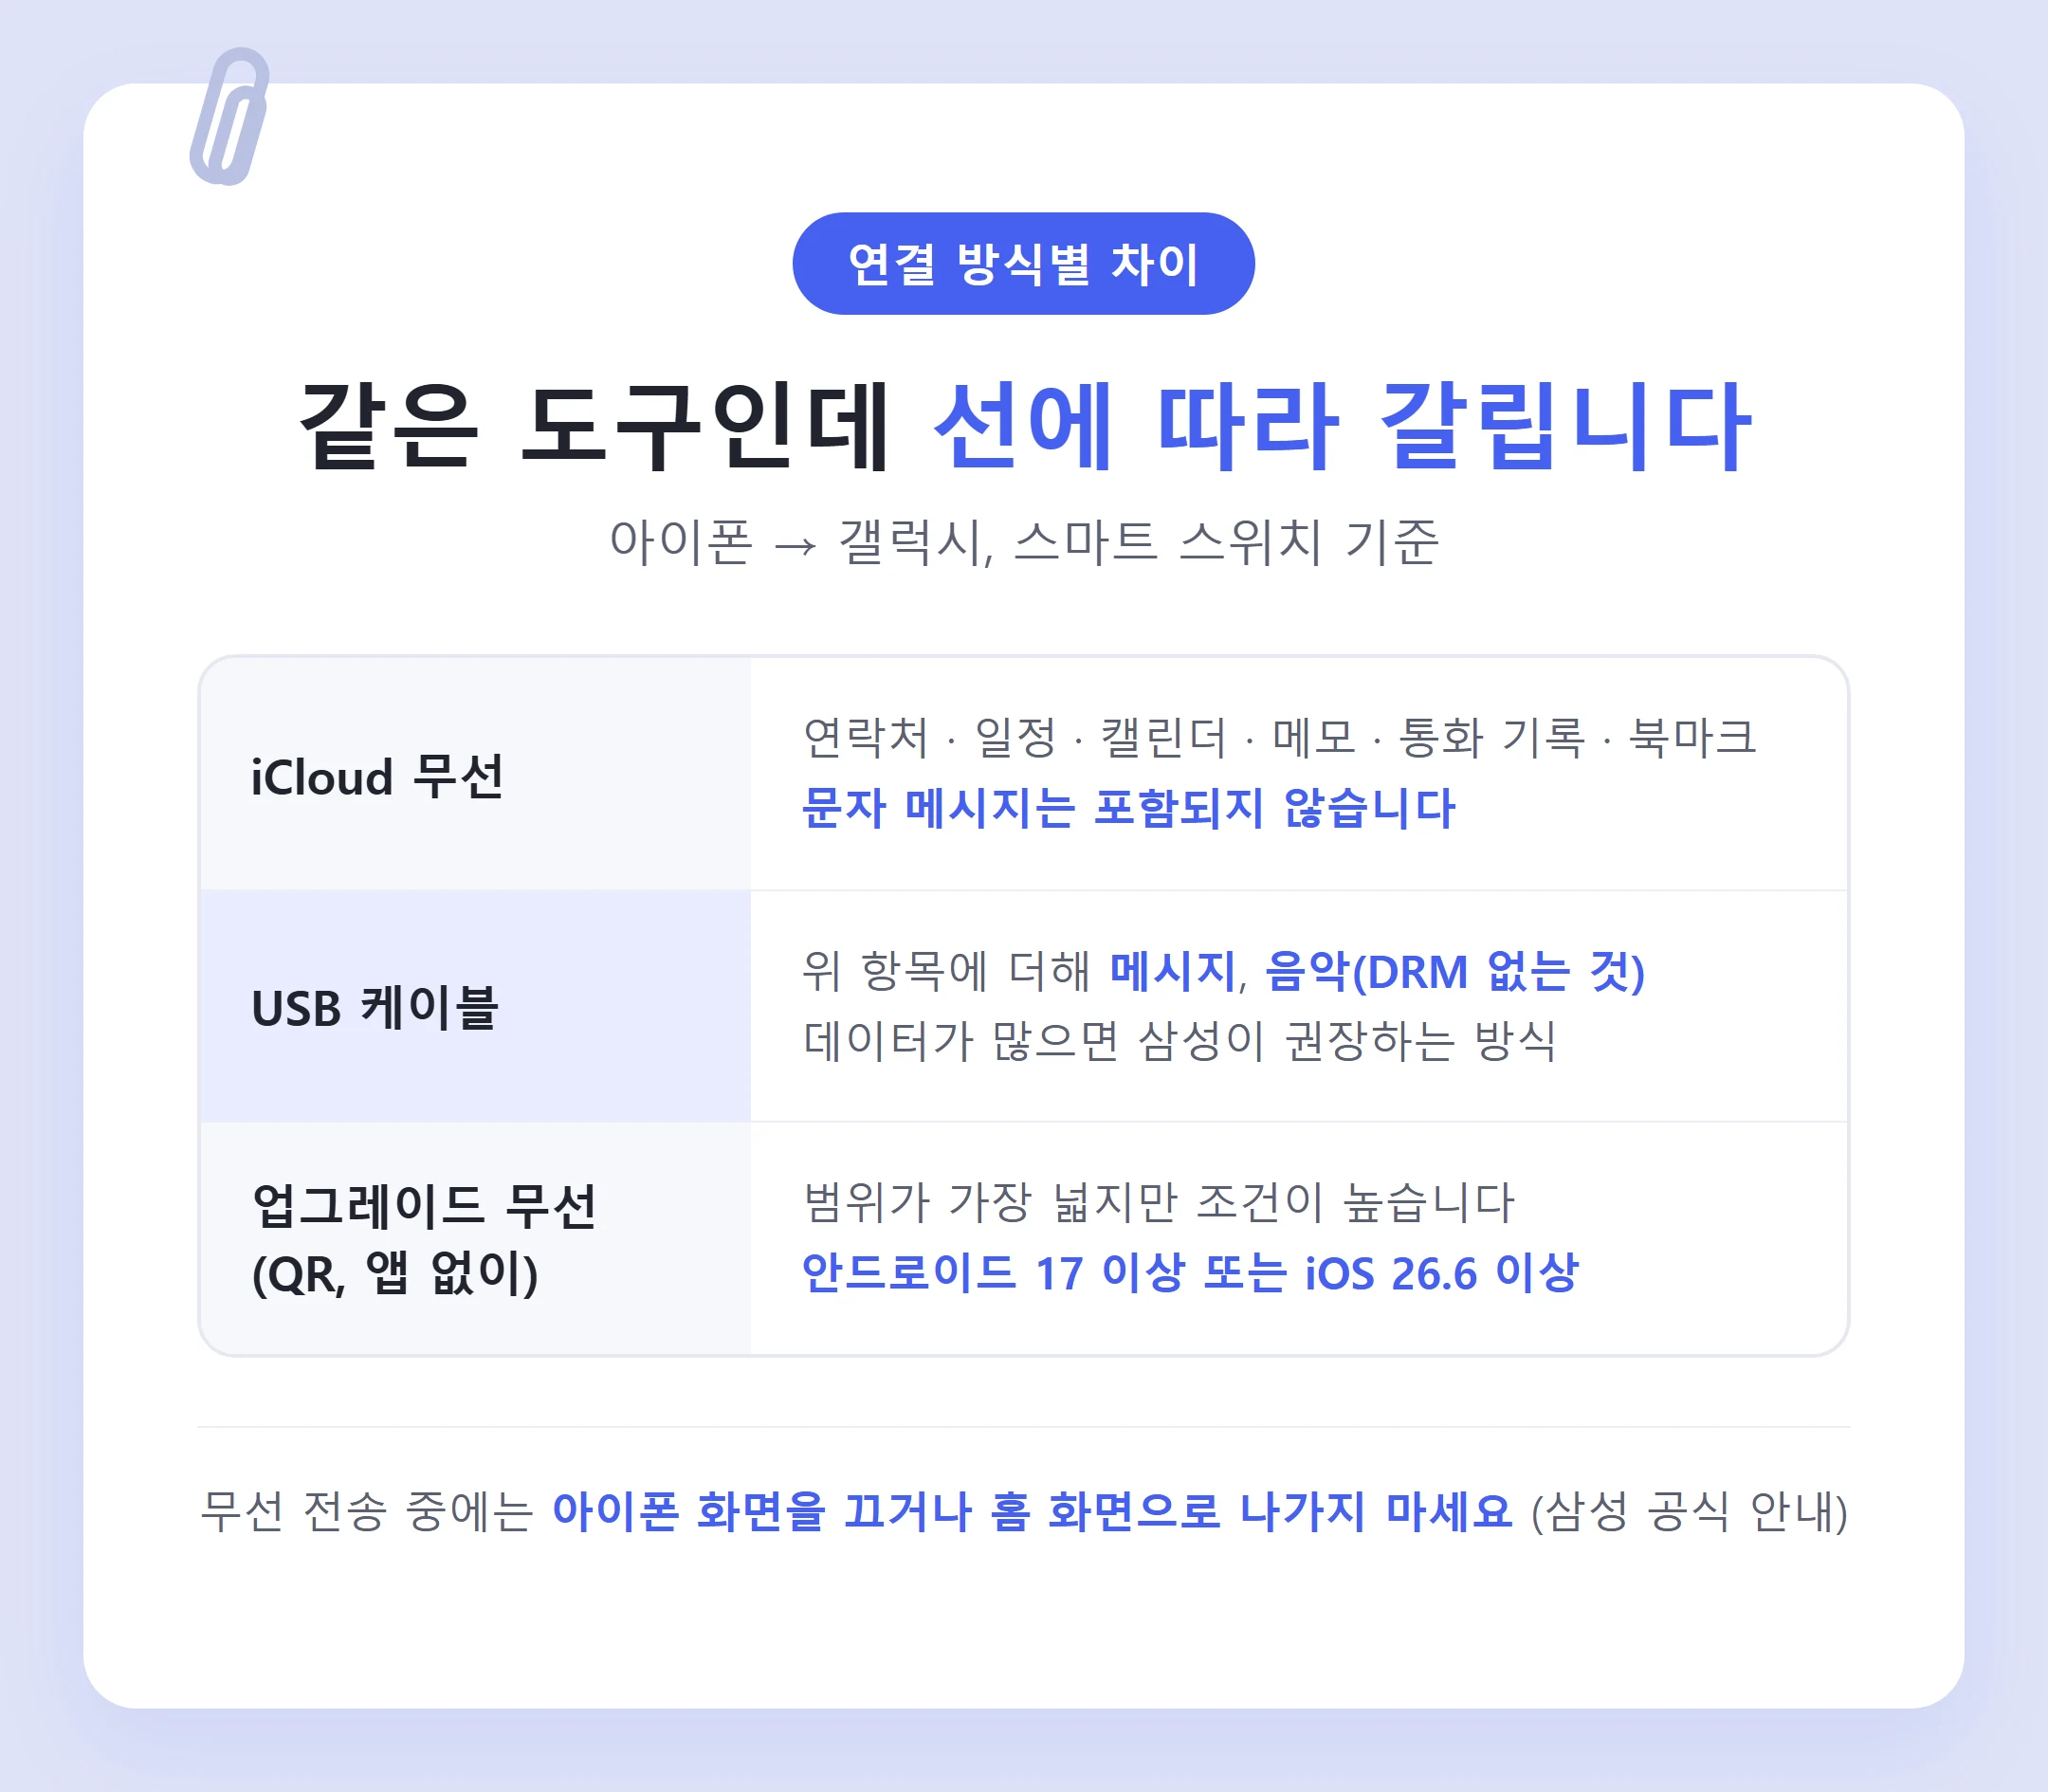 연결 방식별 차이
같은 도구인데 선에 따라 갈립니다
아이폰 → 갤럭시, 스마트 스위치 기준
iCloud 무선
연락처 · 일정 · 캘린더 · 메모 · 통화 기록 · 북마크
문자 메시지는 포함되지 않습니다
USB 케이블
위 항목에 더해 메시지, 음악(DRM 없는 것)
데이터가 많으면 삼성이 권장하는 방식
업그레이드 무선
(QR, 앱 없이)
범위가 가장 넓지만 조건이 높습니다
안드로이드 17 이상 또는 iOS 26.6 이상
무선 전송 중에는 아이폰 화면을 끄거나 홈 화면으로 나가지 마세요 (삼성 공식 안내)